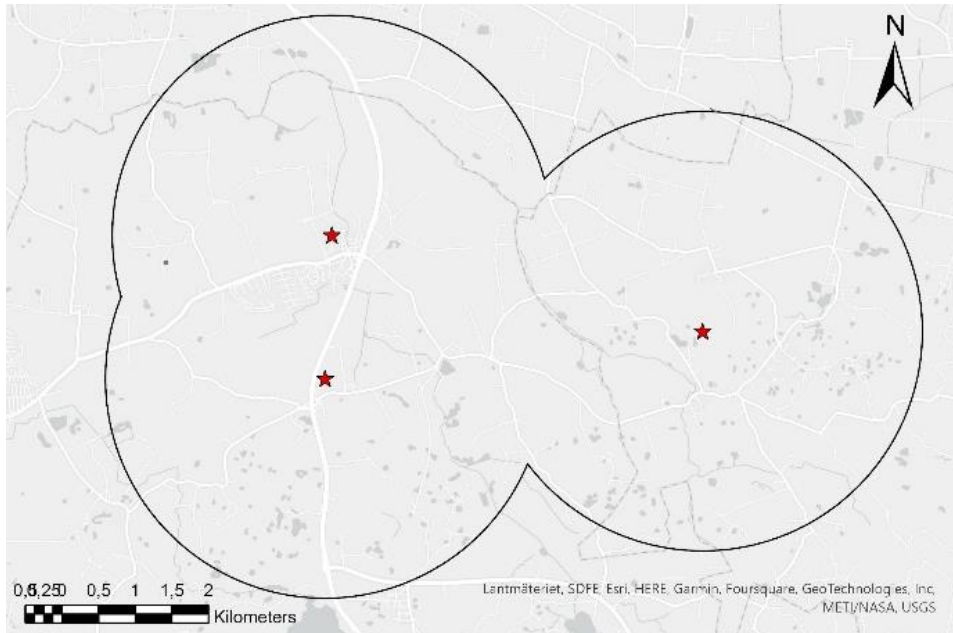 N
0,5 0,25 0 0,5 1 1,5 2
Kilometers
Lantmäteriet, SDFE, Esri, HERE, Garmin, Foursquare, GeoTechnologies, Inc,
METI/NASA, USGS